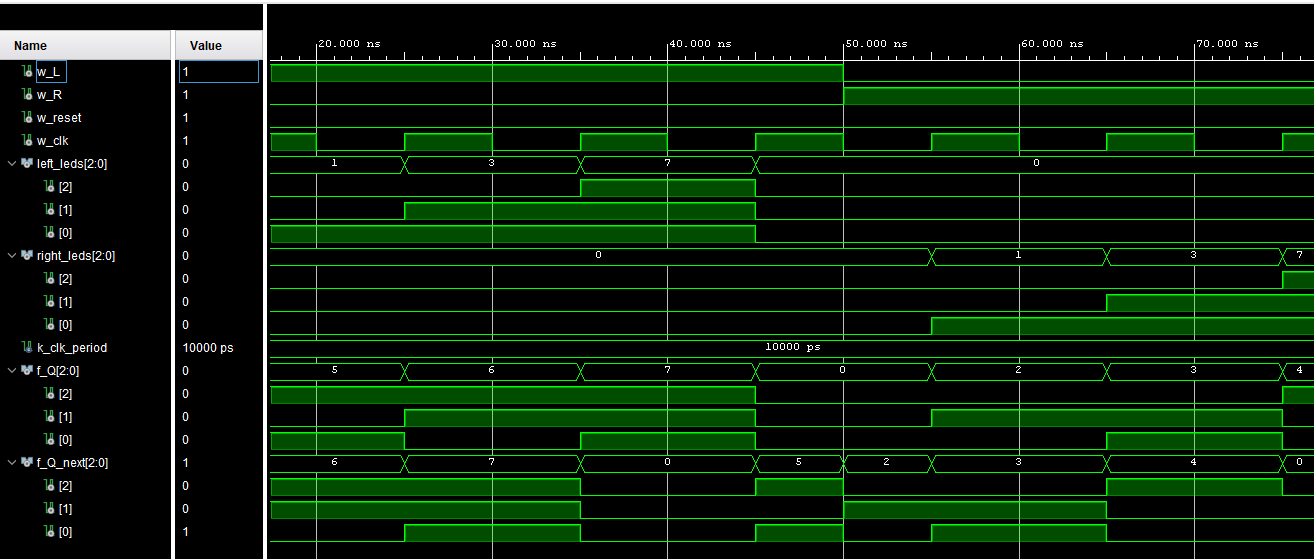 20.000 ns 30.000 ns 40.000 ns 50.000 ns 60.000 ns 70.000 ns
Name Value
w_L 1
w_R 1
w_reset 1
w_clk 1
left_leds[2:0] 0 1 3 7 0
[2] 0
[1] 0
[0] 0
right_leds[2:0] 0 0 1 3 7
[2] 0
[1] 0
[0] 0
k_clk_period 10000 ps 10000 ps
f_Q[2:0] 0 5 6 7 0 2 3 4
[2] 0
[1] 0
[0] 0
f_Q_next[2:0] 1 6 7 0 5 2 3 4 0
[2] 0
[1] 0
[0] 1